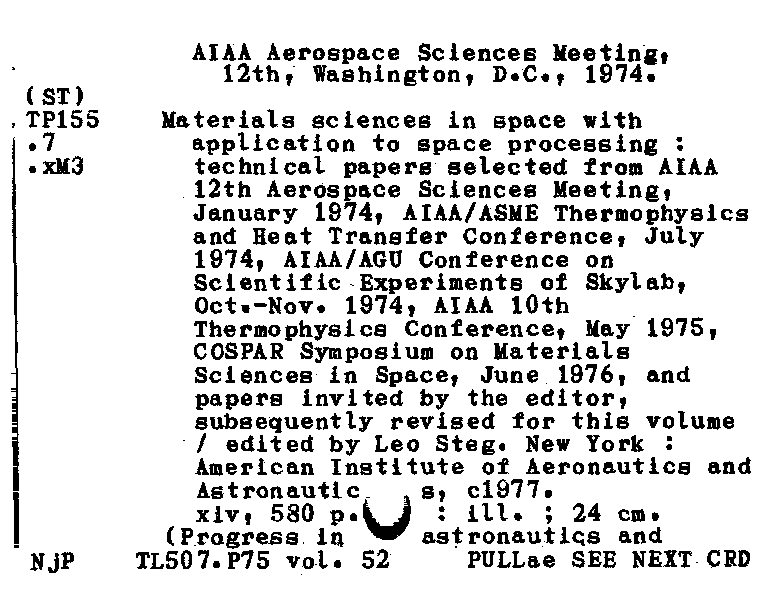 AIAA Aerospace Sciences Meeting,
12th, Washington, D.C., 1974.
(ST)
TP155 Materials sciences in space with
.7 application to space processing :
.xM3 technical papers selected from AIAA
12th Aerospace Sciences Meeting,
January 1974, AIAA/ASME Thermophysics
and Heat Transfer Conference, July
1974, AIAA/AGU Conference on
Scientific Experiments of Skylab,
Oct.-Nov. 1974, AIAA 10th
Thermophysics Conference, May 1975,
COSPAR Symposium on Materials
Sciences in Space, June 1976, and
papers invited by the editor,
subsequently revised for this volume
/ edited by Leo Steg. New York :
American Institute of Aeronautics and
Astronautic s, c1977.
xiv, 580 p. : ill. ; 24 cm.
(Progress in astronautics and
NjP TL507.P75 vol. 52 PULLae SEE NEXT CRD